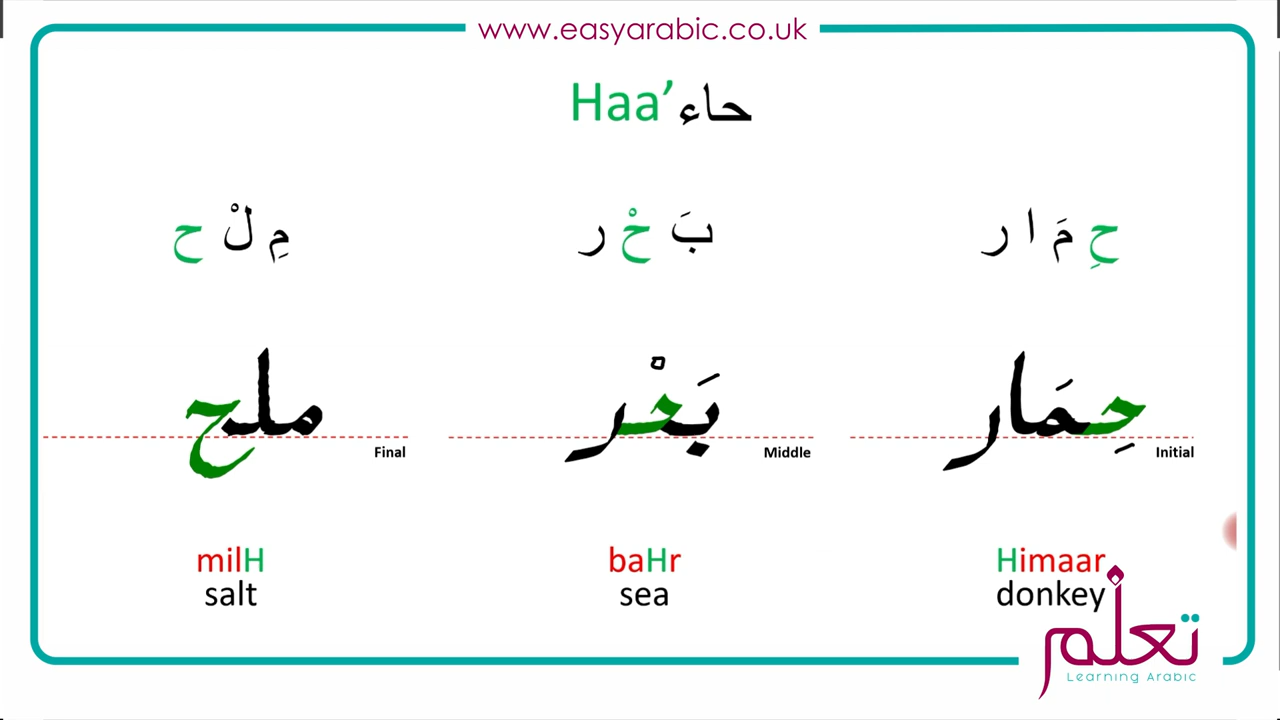 www.easyarabic.co.uk
Haa’ حاء
حِ مَ ا ر
بَ حْ ر
مِ لْ ح
حِمَار
بَحْر
ملح
Initial
Middle
Final
Himaar
donkey
baHr
sea
milH
salt
تعلم
Learning Arabic